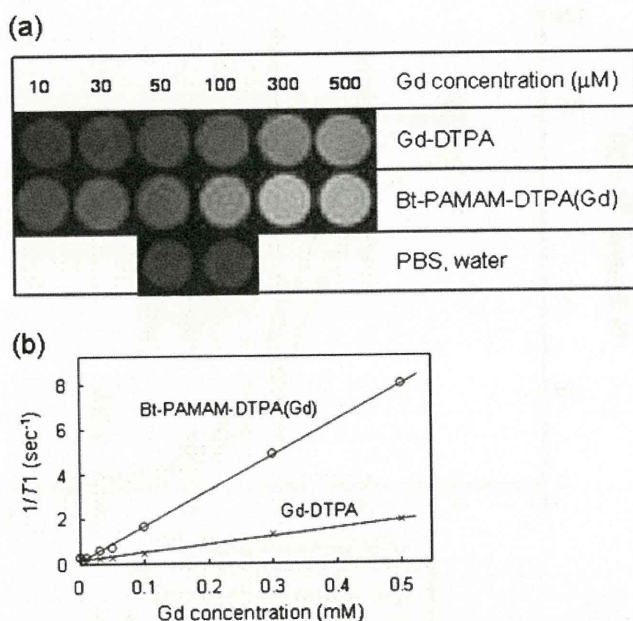 (a)
10 30 50 100 300 500 Gd concentration (μM)
Gd-DTPA
Bt-PAMAM-DTPA(Gd)
PBS, water
(b)
8
6
4
2
0
1/T1 (sec⁻¹)
Bt-PAMAM-DTPA(Gd)
Gd-DTPA
0 0.1 0.2 0.3 0.4 0.5
Gd concentration (mM)